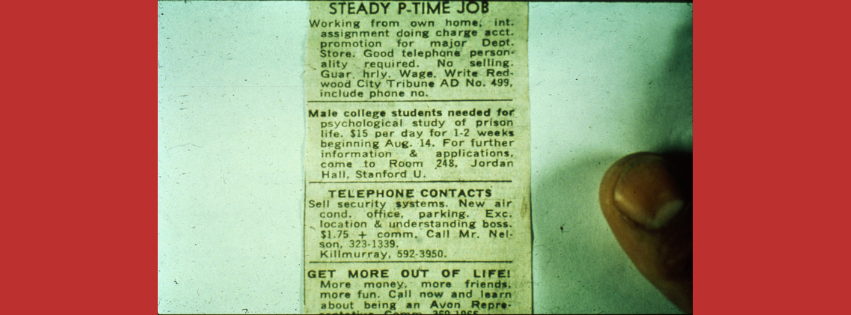 STEADY P-TIME JOB
Working from own home, int.
assignment doing charge acct.
promotion for major Dept.
Store. Good telephone person-
ality required. No selling.
Guar. hrly. Wage. Write Red-
wood City Tribune AD No. 499,
include phone no.
Male college students needed for
psychological study of prison
life. $15 per day for 1-2 weeks
beginning Aug. 14. For further
information & applications,
come to Room 248, Jordan
Hall, Stanford U.
TELEPHONE CONTACTS
Sell security systems. New air
cond. office, parking. Exc.
location & understanding boss.
$1.75 + comm. Call Mr. Nel-
son, 323-1339.
Killmurray, 592-3950.
GET MORE OUT OF LIFE!
More money, more friends,
more fun. Call now and learn
about being an Avon Repre-